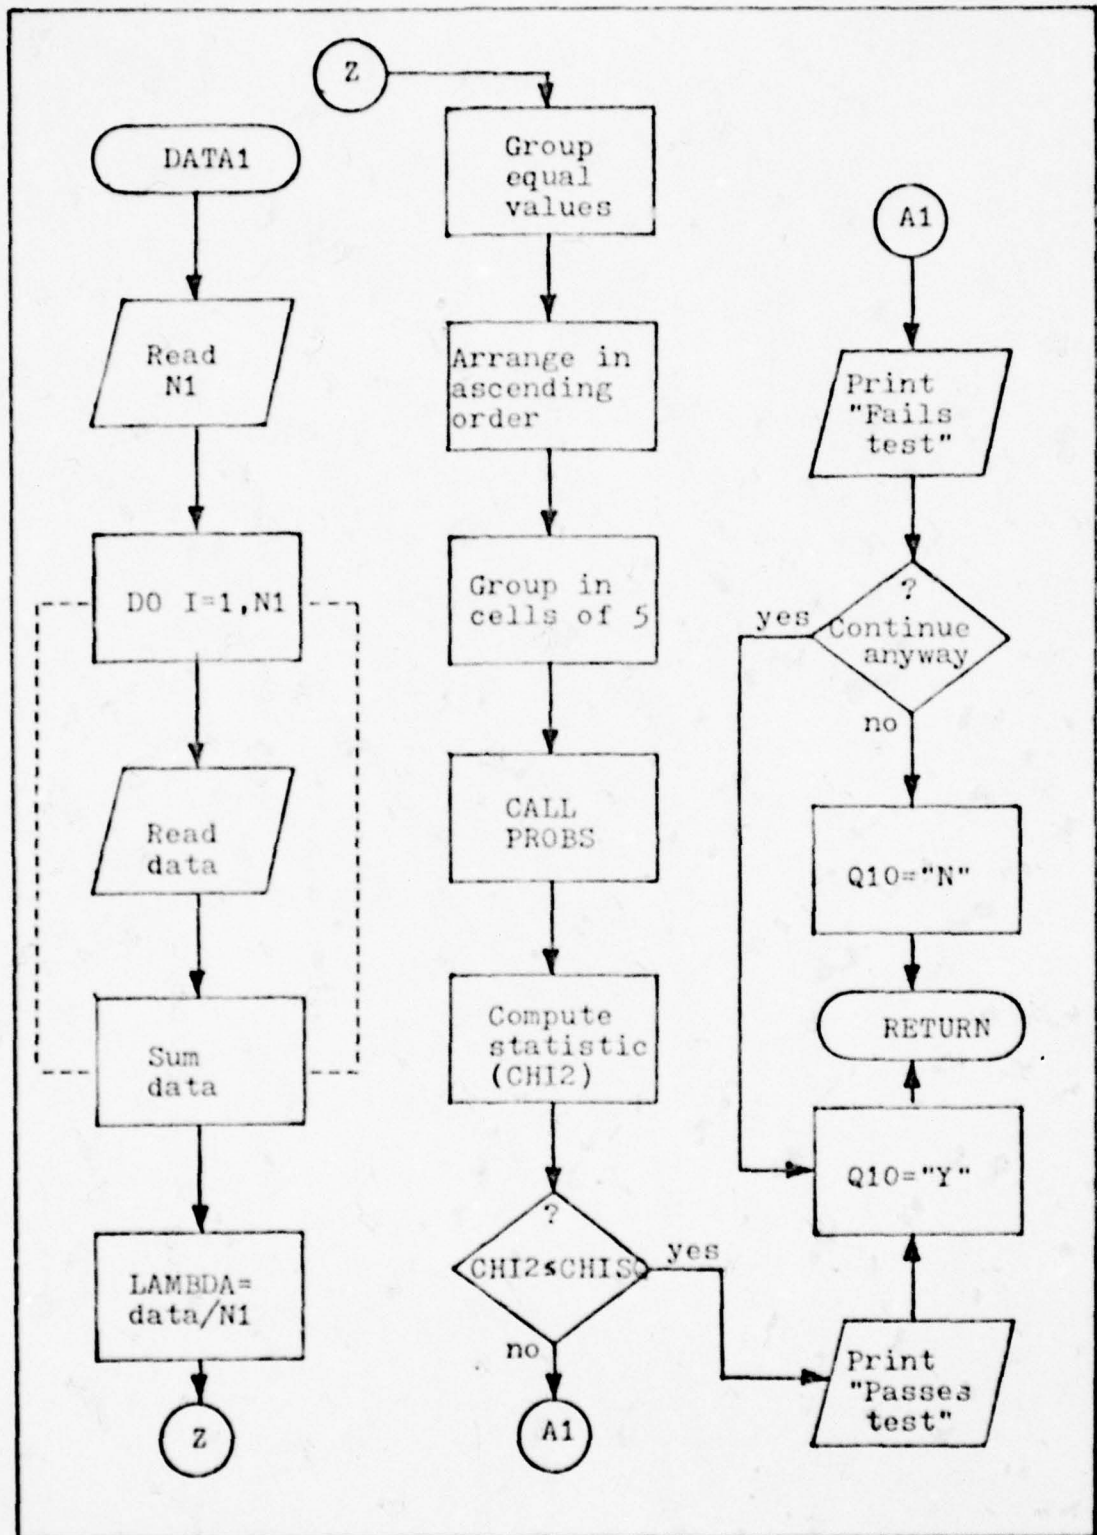 DATA1
Read
N1
DO I=1,N1
Read
data
Sum
data
LAMBDA=
data/N1
Z
Z
Group
equal
values
Arrange in
ascending
order
Group in
cells of 5
CALL
PROBS
Compute
statistic
(CHI2)
?
CHI2≤CHISQ
yes
no
A1
A1
Print
"Fails
test"
?
Continue
anyway
yes
no
Q10="N"
RETURN
Q10="Y"
Print
"Passes
test"